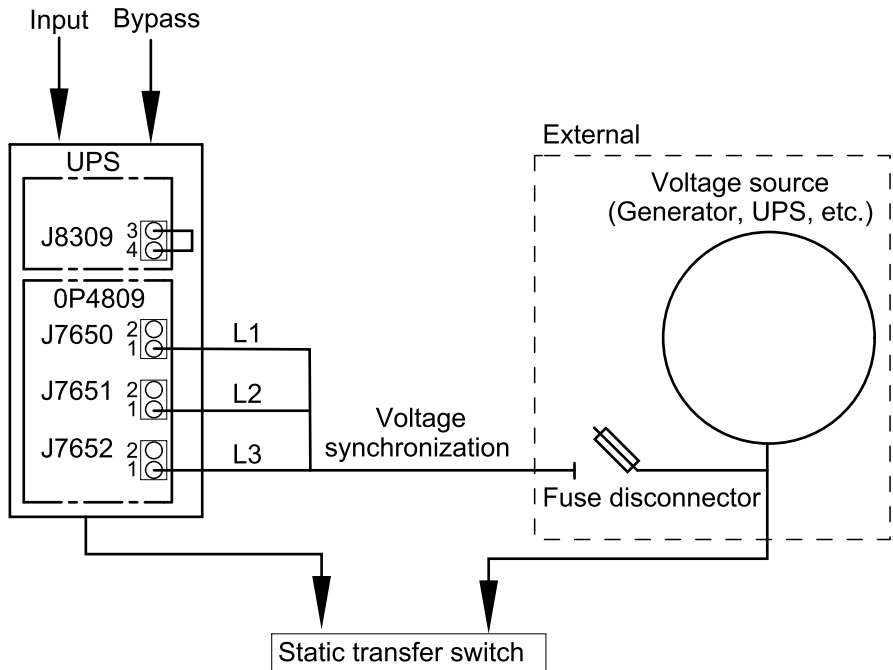 Input
Bypass
UPS
J8309
3
4
0P4809
J7650
2
1
L1
J7651
2
1
L2
J7652
2
1
L3
Voltage
synchronization
External
Voltage source
(Generator, UPS, etc.)
Fuse disconnector
Static transfer switch